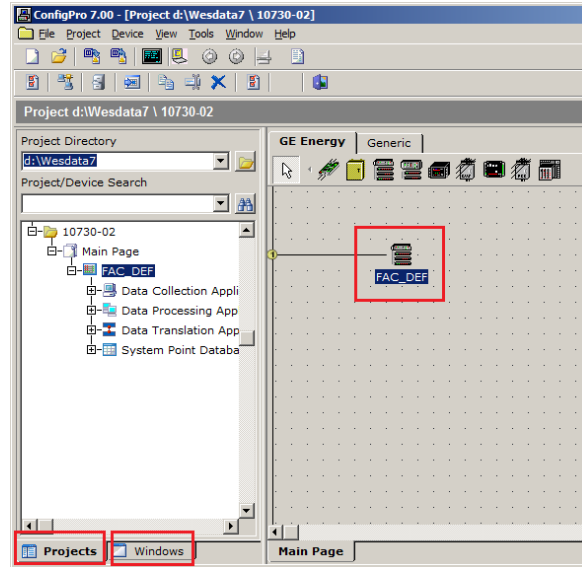 ConfigPro 7.00 - [Project d:\Wesdata7 \ 10730-02]
File Project Device View Tools Window Help
Project d:\Wesdata7 \ 10730-02
Project Directory
d:\Wesdata7
Project/Device Search
10730-02
Main Page
FAC_DEF
Data Collection Appli
Data Processing App
Data Translation App
System Point Databa
Projects
Windows
GE Energy
Generic
1
FAC_DEF
Main Page